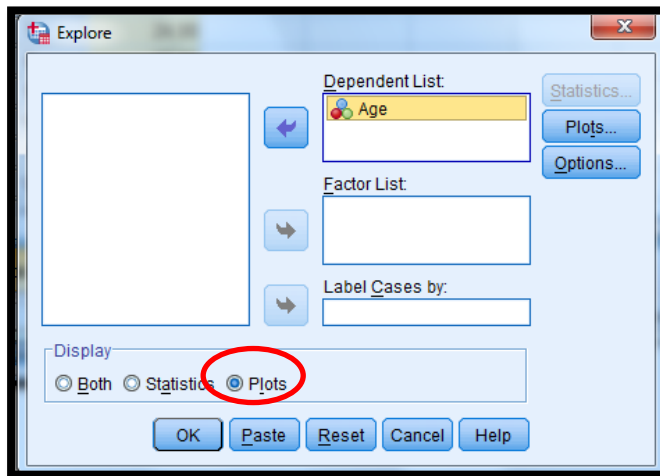 Explore
Dependent List:
Age
Statistics...
Plots...
Options...
Factor List:
Label Cases by:
Display
Both Statistics Plots
OK Paste Reset Cancel Help